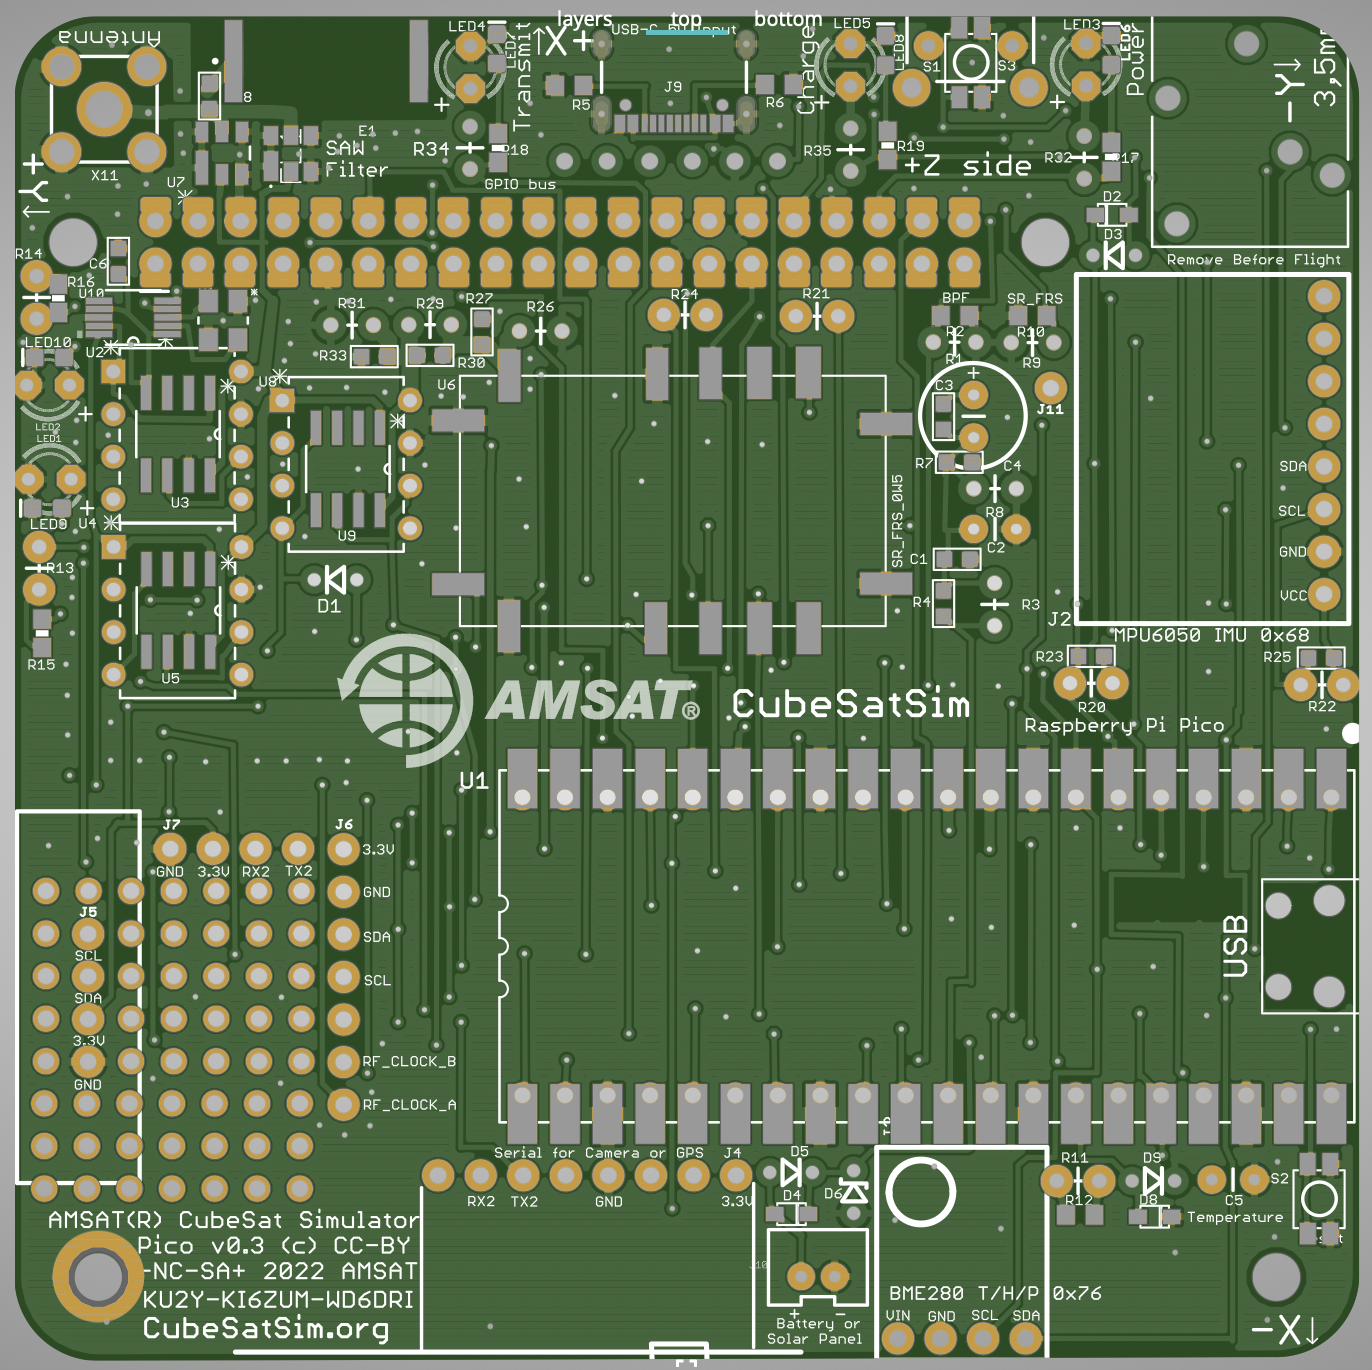 layers top bottom
LED4
LED7
Transmit
X+
R5
J9
R6
Charge
LED5
LED8
S1
S3
LED3
LED6
Power
-Y
Antenna
8
E1
SAW
Filter
R34
R18
R35
R19
+Z side
R32
R17
X11
U7
GPIO bus
D2
D3
Remove Before Flight
+Y
R14
C6
R16
U10
U2
LED10
R31
R29
R27
R26
R24
R21
R33
R30
BPF
SR_FRS
R2
R10
R1
R9
U8
U6
C3
J11
LED2
LED1
R7
C4
SDA
U3
U4
LED9
U9
SR_FRS_0W5
R8
C2
SCL
R13
C1
GND
D1
R4
R3
VCC
J2
MPU6050 IMU 0x68
R15
U5
R23
R25
AMSAT®
CubeSatSim
R20
R22
Raspberry Pi Pico
U1
J7
J6
3.3V
GND
3.3V
RX2
TX2
GND
J5
SCL
SDA
SDA
SCL
3.3V
GND
USB
RF_CLOCK_B
RF_CLOCK_A
Serial for Camera or GPS J4
RX2
TX2
GND
3.3V
D5
D4
D6
R11
R12
D9
D8
C5
S2
Temperature
AMSAT(R) CubeSat Simulator
Pico v0.3 (c) CC-BY
-NC-SA+ 2022 AMSAT
KU2Y-KI6ZUM-WD6DRI
CubeSatSim.org
J10
+ -
Battery or
Solar Panel
BME280 T/H/P 0x76
VIN
GND
SCL
SDA
-X